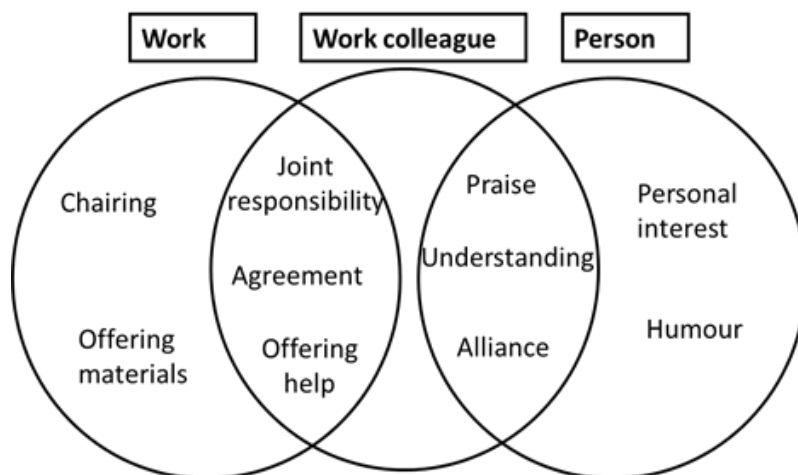 Work
Work colleague
Person
Chairing
Offering
materials
Joint
responsibility
Agreement
Offering
help
Praise
Understanding
Alliance
Personal
interest
Humour